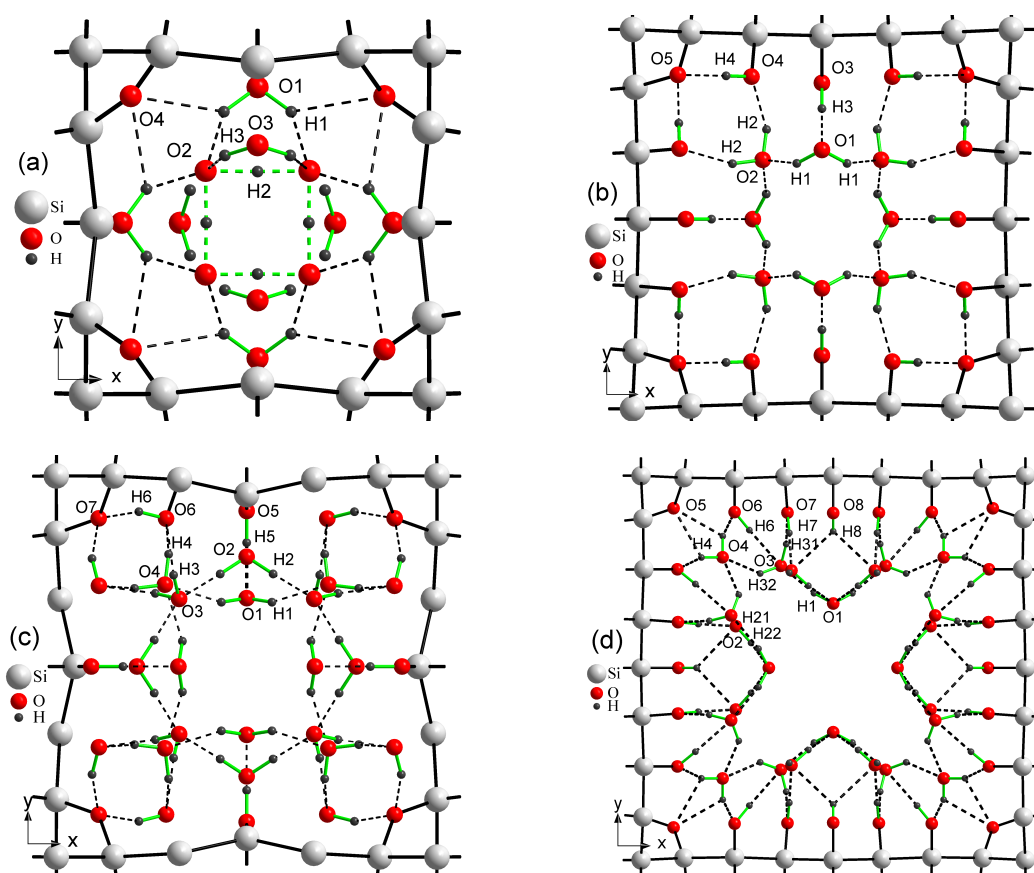 O1
O4
H3
O3
H1
(a)
O2
H2
Si
O
H
y
x
O5
H4
O4
O3
H3
H2
(b)
H2
O1
O2
H1
H1
Si
O
H
y
x
O7
H6
O6
O5
H4
O2
H5
H2
O4
H3
O3
O1
H1
(c)
Si
O
H
y
x
O5
O6
O7
O8
H6
H7
H8
H4
O4
O3
H31
H32
H1
O1
(d)
H21
O2
H22
Si
O
H
y
x